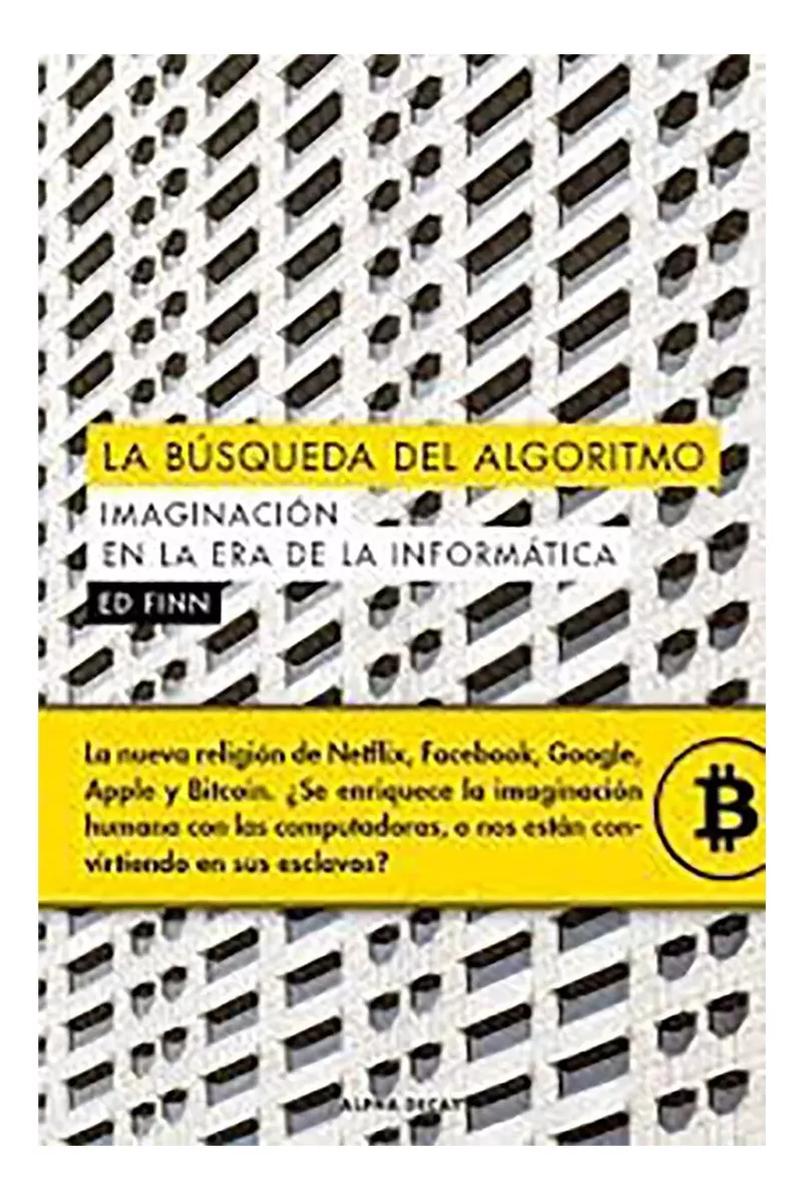 LA BÚSQUEDA DEL ALGORITMO
IMAGINACIÓN
EN LA ERA DE LA INFORMÁTICA
ED FINN
La nueva religión de Netflix, Facebook, Google,
Apple y Bitcoin. ¿Se enriquece la imaginación
humana con las computadoras, o nos están con-
virtiendo en sus esclavos?
ALPHA DECAY